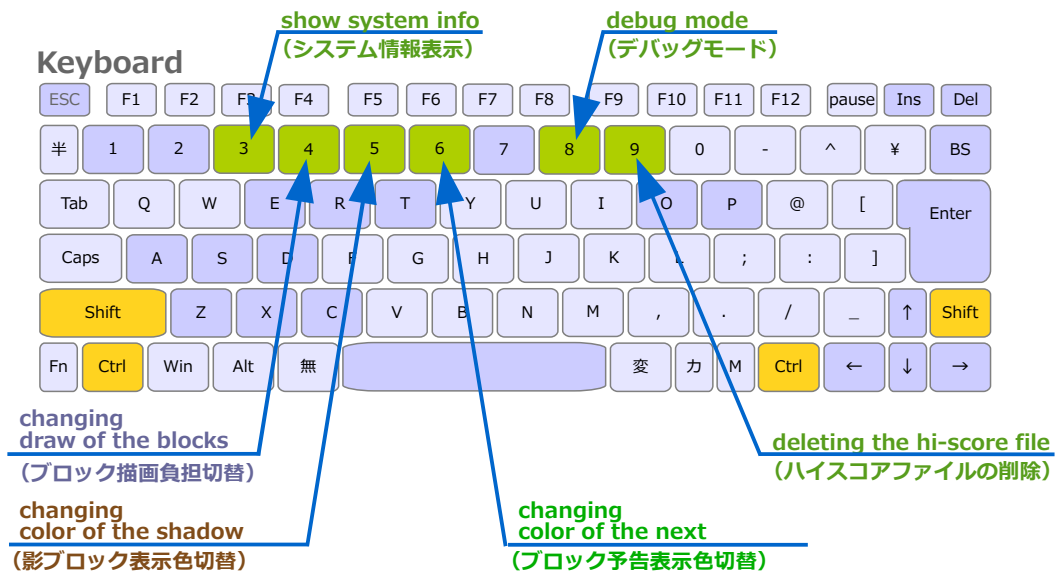 show system info
(システム情報表示)
debug mode
(デバッグモード)
Keyboard
ESC F1 F2 F3 F4 F5 F6 F7 F8 F9 F10 F11 F12 pause Ins Del
半 1 2 3 4 5 6 7 8 9 0 - ^ ¥ BS
Tab Q W E R T Y U I O P @ [ Enter
Caps A S D F G H J K L ; : ]
Shift Z X C V B N M , . / _ ↑ Shift
Fn Ctrl Win Alt 無 変 カ M Ctrl ← ↓ →
changing
draw of the blocks
(ブロック描画負担切替)
deleting the hi-score file
(ハイスコアファイルの削除)
changing
color of the shadow
(影ブロック表示色切替)
changing
color of the next
(ブロック予告表示色切替)